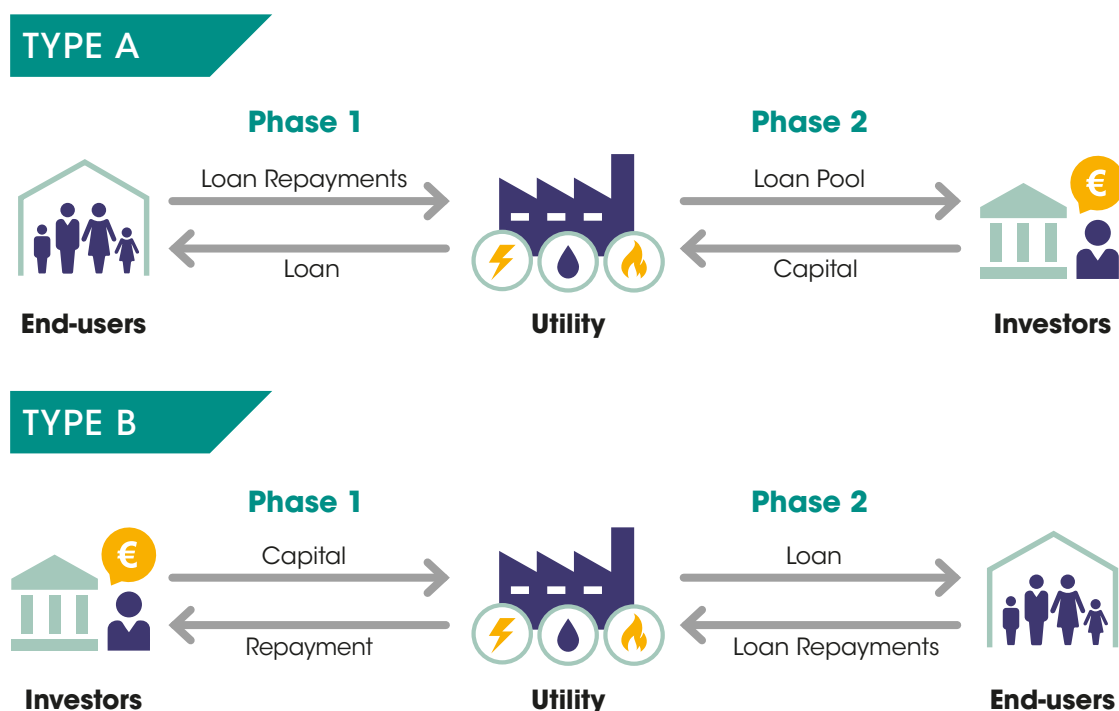 TYPE A
Phase 1
Phase 2
Loan Repayments
Loan Pool
€
Loan
Capital
End-users
Utility
Investors
TYPE B
Phase 1
Phase 2
€
Capital
Loan
Repayment
Loan Repayments
Investors
Utility
End-users